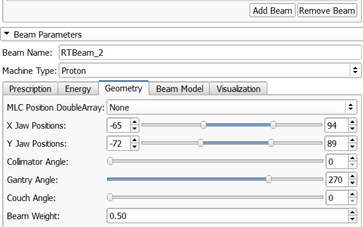 Add Beam Remove Beam
Beam Parameters
Beam Name: RTBeam_2
Machine Type: Proton
Prescription Energy Geometry Beam Model Visualization
MLC Position DoubleArray: None
X Jaw Positions: -65 94
Y Jaw Positions: -72 89
Collimator Angle: 0
Gantry Angle: 270
Couch Angle: 0
Beam Weight: 0.50